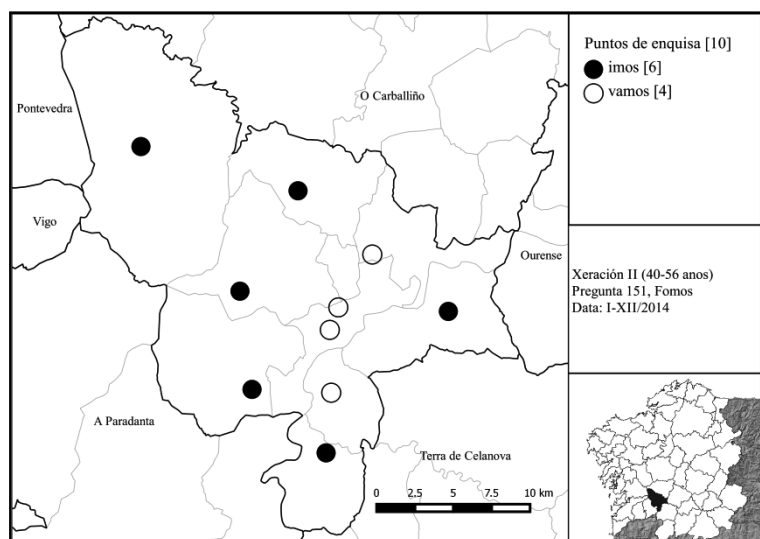 Puntos de enquisa [10]
imos [6]
vamos [4]
O Carballiño
Pontevedra
Vigo
Ourense
Xeración II (40-56 anos)
Pregunta 151, Fomos
Data: I-XII/2014
A Paradanta
Terra de Celanova
0 2,5 5 7.5 10 km